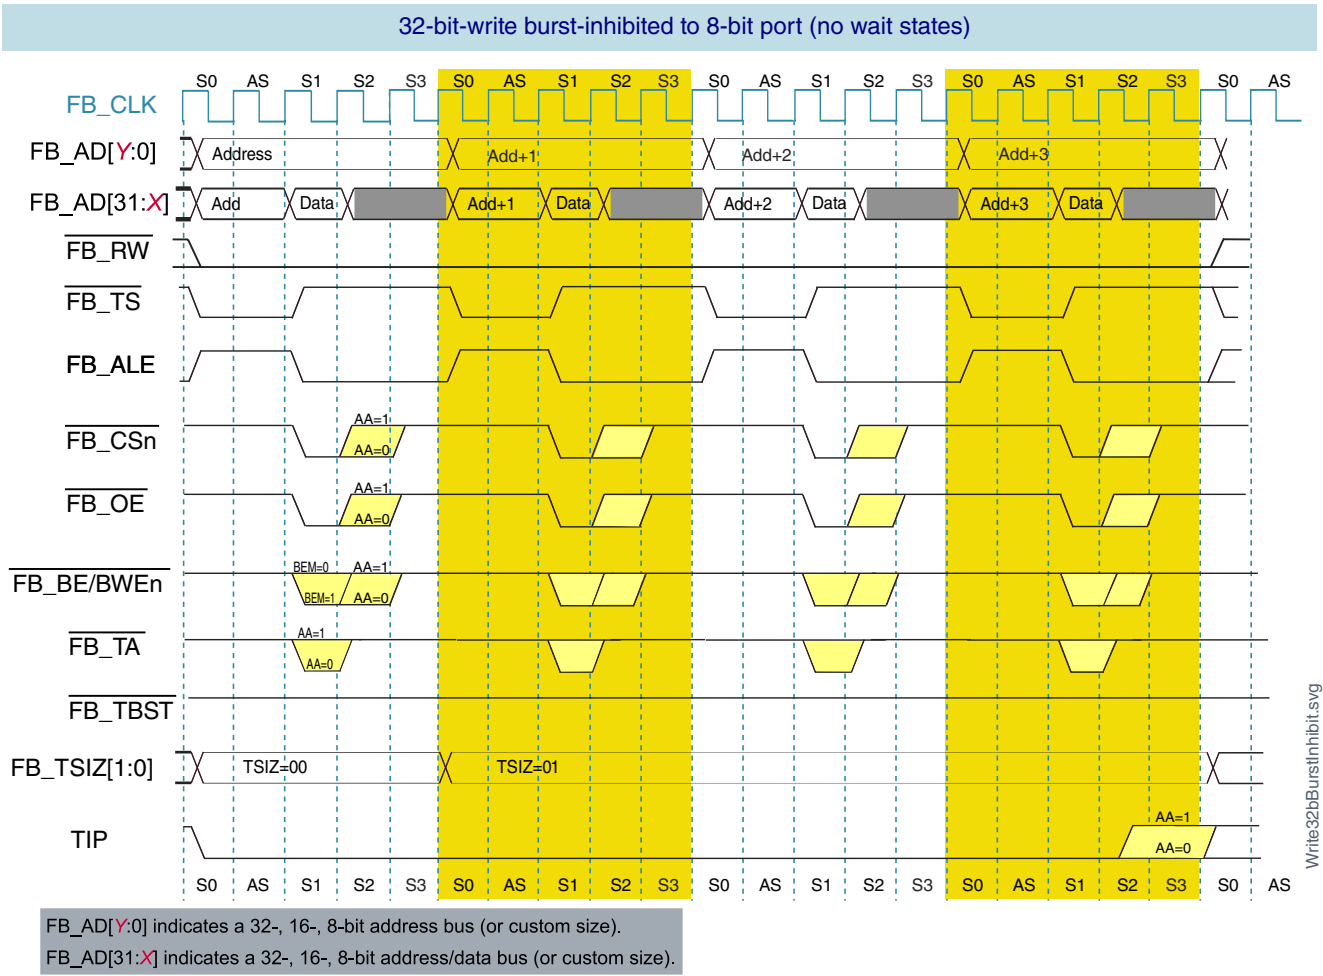 32-bit-write burst-inhibited to 8-bit port (no wait states)
S0 AS S1 S2 S3 S0 AS S1 S2 S3 S0 AS S1 S2 S3 S0 AS S1 S2 S3 S0 AS
FB_CLK
FB_AD[Y:0] Address Add+1 Add+2 Add+3
FB_AD[31:X] Add Data Add+1 Data Add+2 Data Add+3 Data
FB_RW
FB_TS
FB_ALE
AA=1
FB_CSn
AA=0
AA=1
FB_OE
AA=0
BEM=0 AA=1
FB_BE/BWEn
BEM=1 AA=0
AA=1
FB_TA
AA=0
FB_TBST
FB_TSIZ[1:0] TSIZ=00 TSIZ=01
AA=1
TIP
AA=0
S0 AS S1 S2 S3 S0 AS S1 S2 S3 S0 AS S1 S2 S3 S0 AS S1 S2 S3 S0 AS
FB_AD[Y:0] indicates a 32-, 16-, 8-bit address bus (or custom size).
FB_AD[31:X] indicates a 32-, 16-, 8-bit address/data bus (or custom size).
Write32bBurstInhibit.svg